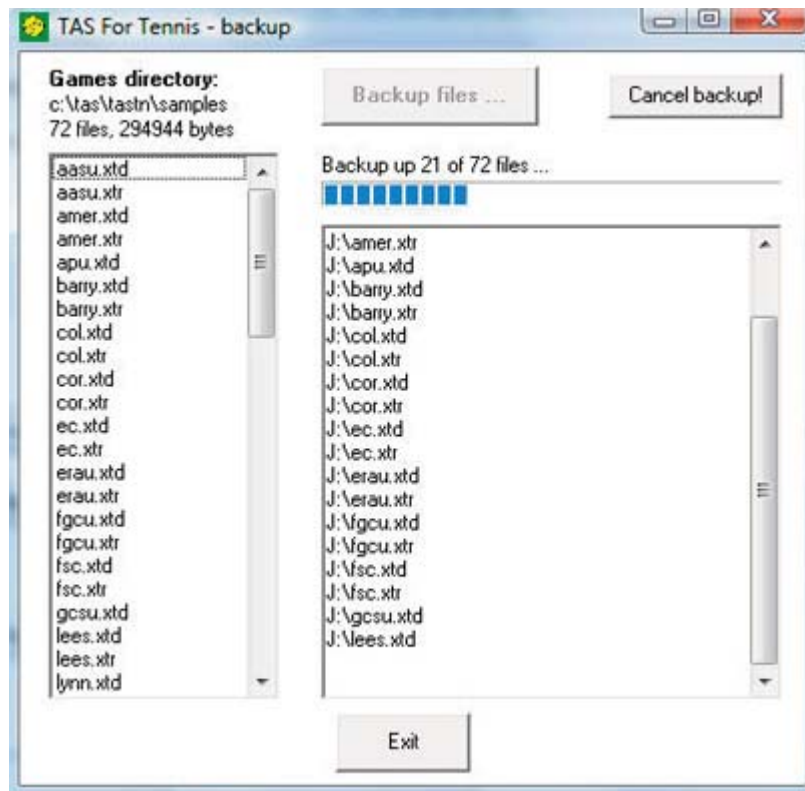 TAS For Tennis - backup
Games directory:
c:\tas\tastn\samples
72 files, 294944 bytes
Backup files ...
Cancel backup!
Backup up 21 of 72 files ...
aasu.xtd
aasu.xtr
amer.xtd
amer.xtr
apu.xtd
barry.xtd
barry.xtr
col.xtd
col.xtr
cor.xtd
cor.xtr
ec.xtd
ec.xtr
erau.xtd
erau.xtr
fgcu.xtd
fgcu.xtr
fsc.xtd
fsc.xtr
gcsu.xtd
lees.xtd
lees.xtr
lynn.xtd
J:\amer.xtr
J:\apu.xtd
J:\barry.xtd
J:\barry.xtr
J:\col.xtd
J:\col.xtr
J:\cor.xtd
J:\cor.xtr
J:\ec.xtd
J:\ec.xtr
J:\erau.xtd
J:\erau.xtr
J:\fgcu.xtd
J:\fgcu.xtr
J:\fsc.xtd
J:\fsc.xtr
J:\gcsu.xtd
J:\lees.xtd
Exit